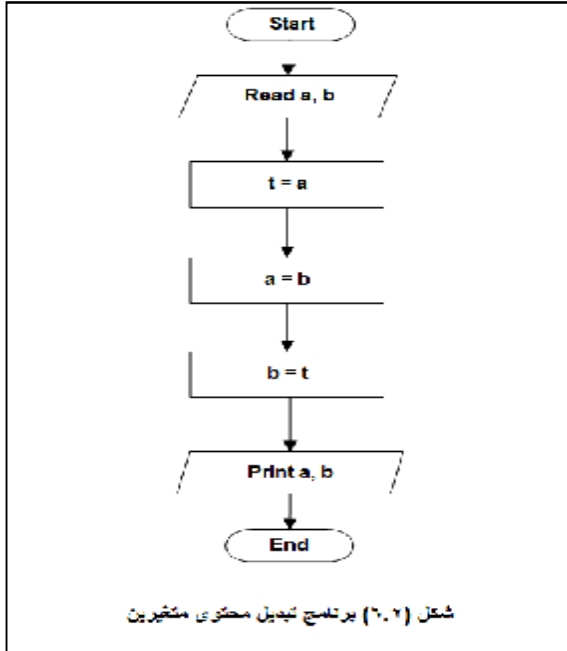 Start
Read a, b
t = a
a = b
b = t
Print a, b
End
شكل (٦.٢) برنامج تبديل محتوى متغيرين